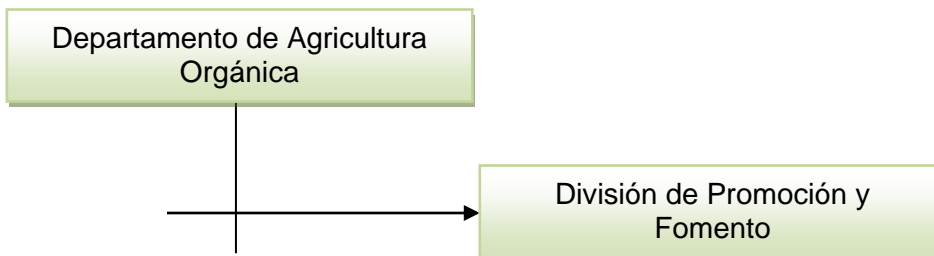 Departamento de Agricultura
Orgánica
División de Promoción y
Fomento